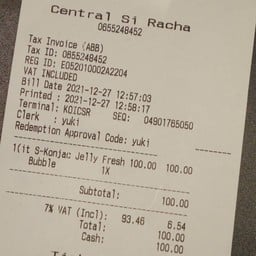 Central Si Racha
0655248452
Tax Invoice (ABB)
Tax ID: 0655248452
REG ID: E052010002A2204
VAT INCLUDED
Bill Date 2021-12-27 12:57:03
Printed : 2021-12-27 12:58:17
Terminal: KOICSR SEQ: 04901765050
Clerk : yuki
Redemption Approval Code: yuki
1(it S-Konjac Jelly Fresh 100.00 100.00
Bubble 1X
Subtotal: 100.00
7% VAT (Incl): 93.46 6.54
Total: 100.00
Cash: 100.00